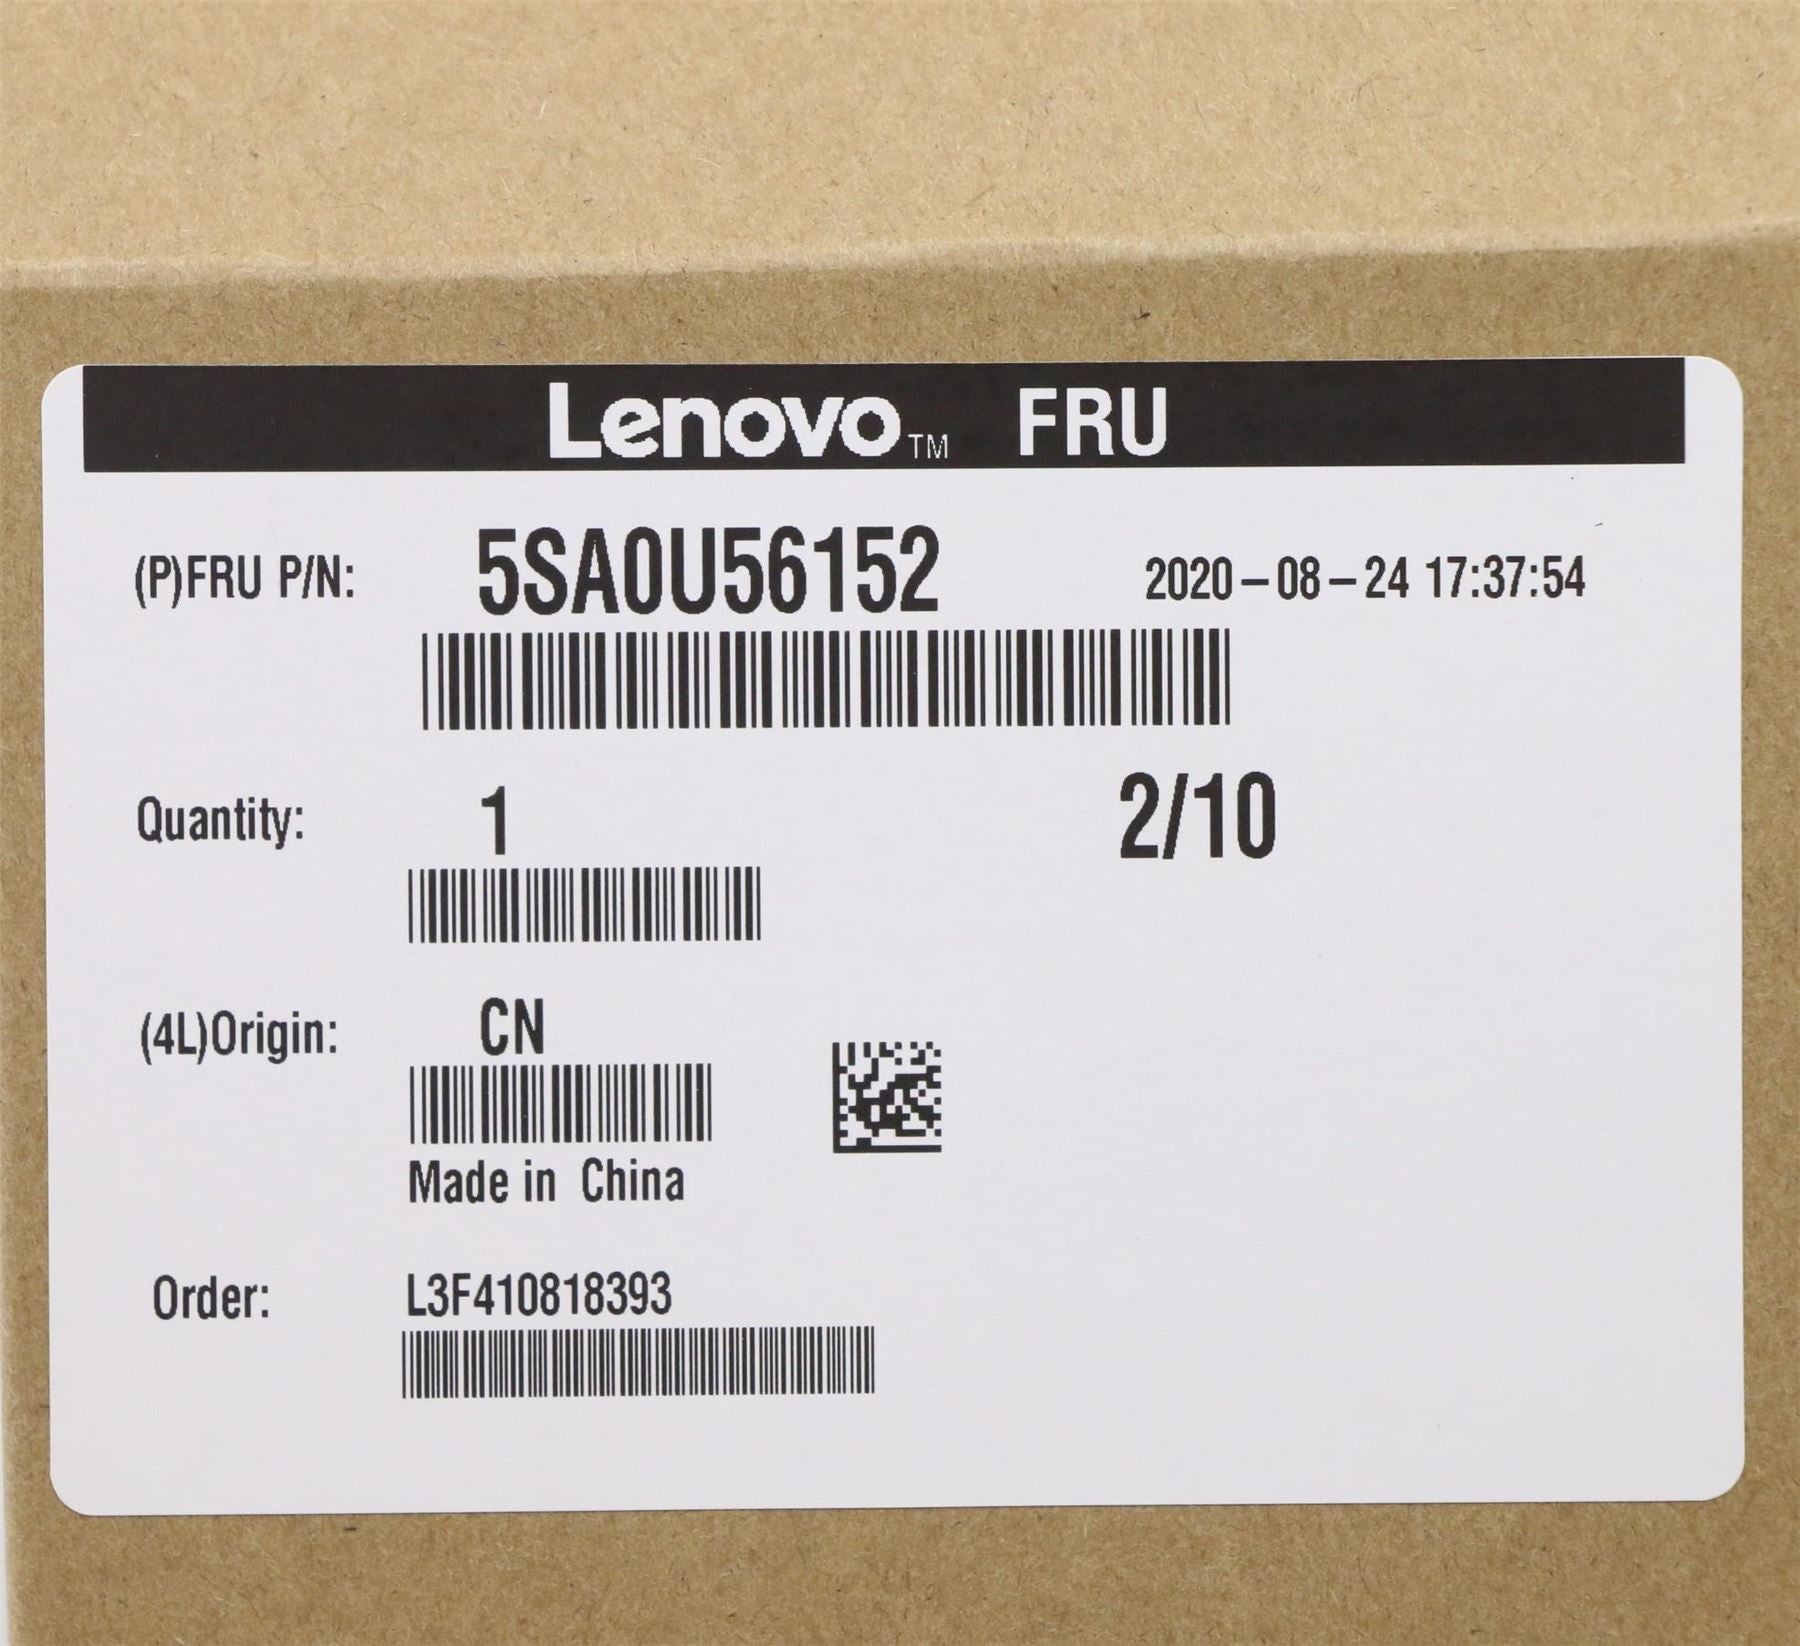 Lenovo™ FRU
(P)FRU P/N: 5SA0U56152 2020-08-24 17:37:54
Quantity: 1 2/10
(4L)Origin: CN
Made in China
Order: L3F410818393